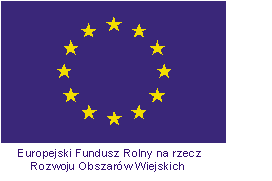 Europejski Fundusz Rolny na rzecz
Rozwoju Obszarów Wiejskich